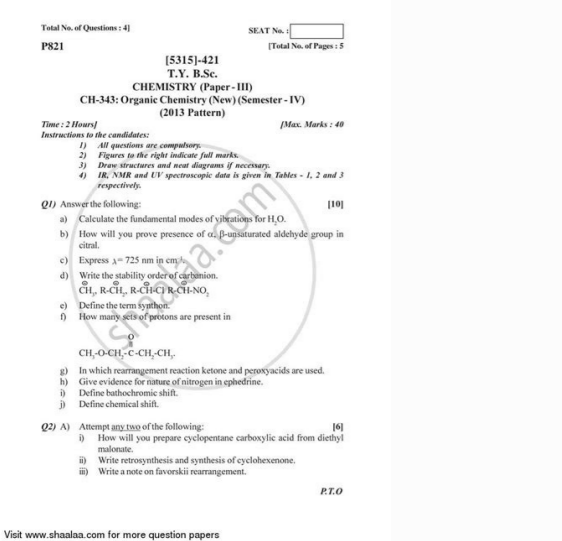 Total No. of Questions : 4]
SEAT No. :
P821
[Total No. of Pages : 5
[5315]-421
T.Y. B.Sc.
CHEMISTRY (Paper - III)
CH-343: Organic Chemistry (New) (Semester - IV)
(2013 Pattern)
Time : 2 Hours]
[Max. Marks : 40
Instructions to the candidates:
1) All questions are compulsory.
2) Figures to the right indicate full marks.
3) Draw structures and neat diagrams if necessary.
4) IR, NMR and UV spectroscopic data is given in Tables - 1, 2 and 3
respectively.
Q1) Answer the following: [10]
a) Calculate the fundamental modes of vibrations for H₂O.
b) How will you prove presence of α, β-unsaturated aldehyde group in
citral.
c) Express λ= 725 nm in cm⁻¹.
d) Write the stability order of carbanion.
CH₃, R-CH₂, R-CH-Cl R-CH-NO₂
e) Define the term synthon.
f) How many sets of protons are present in
O
CH₃-O-CH₂-C-CH₂-CH₃.
g) In which rearrangement reaction ketone and peroxyacids are used.
h) Give evidence for nature of nitrogen in ephedrine.
i) Define bathochromic shift.
j) Define chemical shift.
Q2) A) Attempt any two of the following: [6]
i) How will you prepare cyclopentane carboxylic acid from diethyl
malonate.
ii) Write retrosynthesis and synthesis of cyclohexenone.
iii) Write a note on favorskii rearrangement.
P.T.O
shaalaa.com
Visit www.shaalaa.com for more question papers